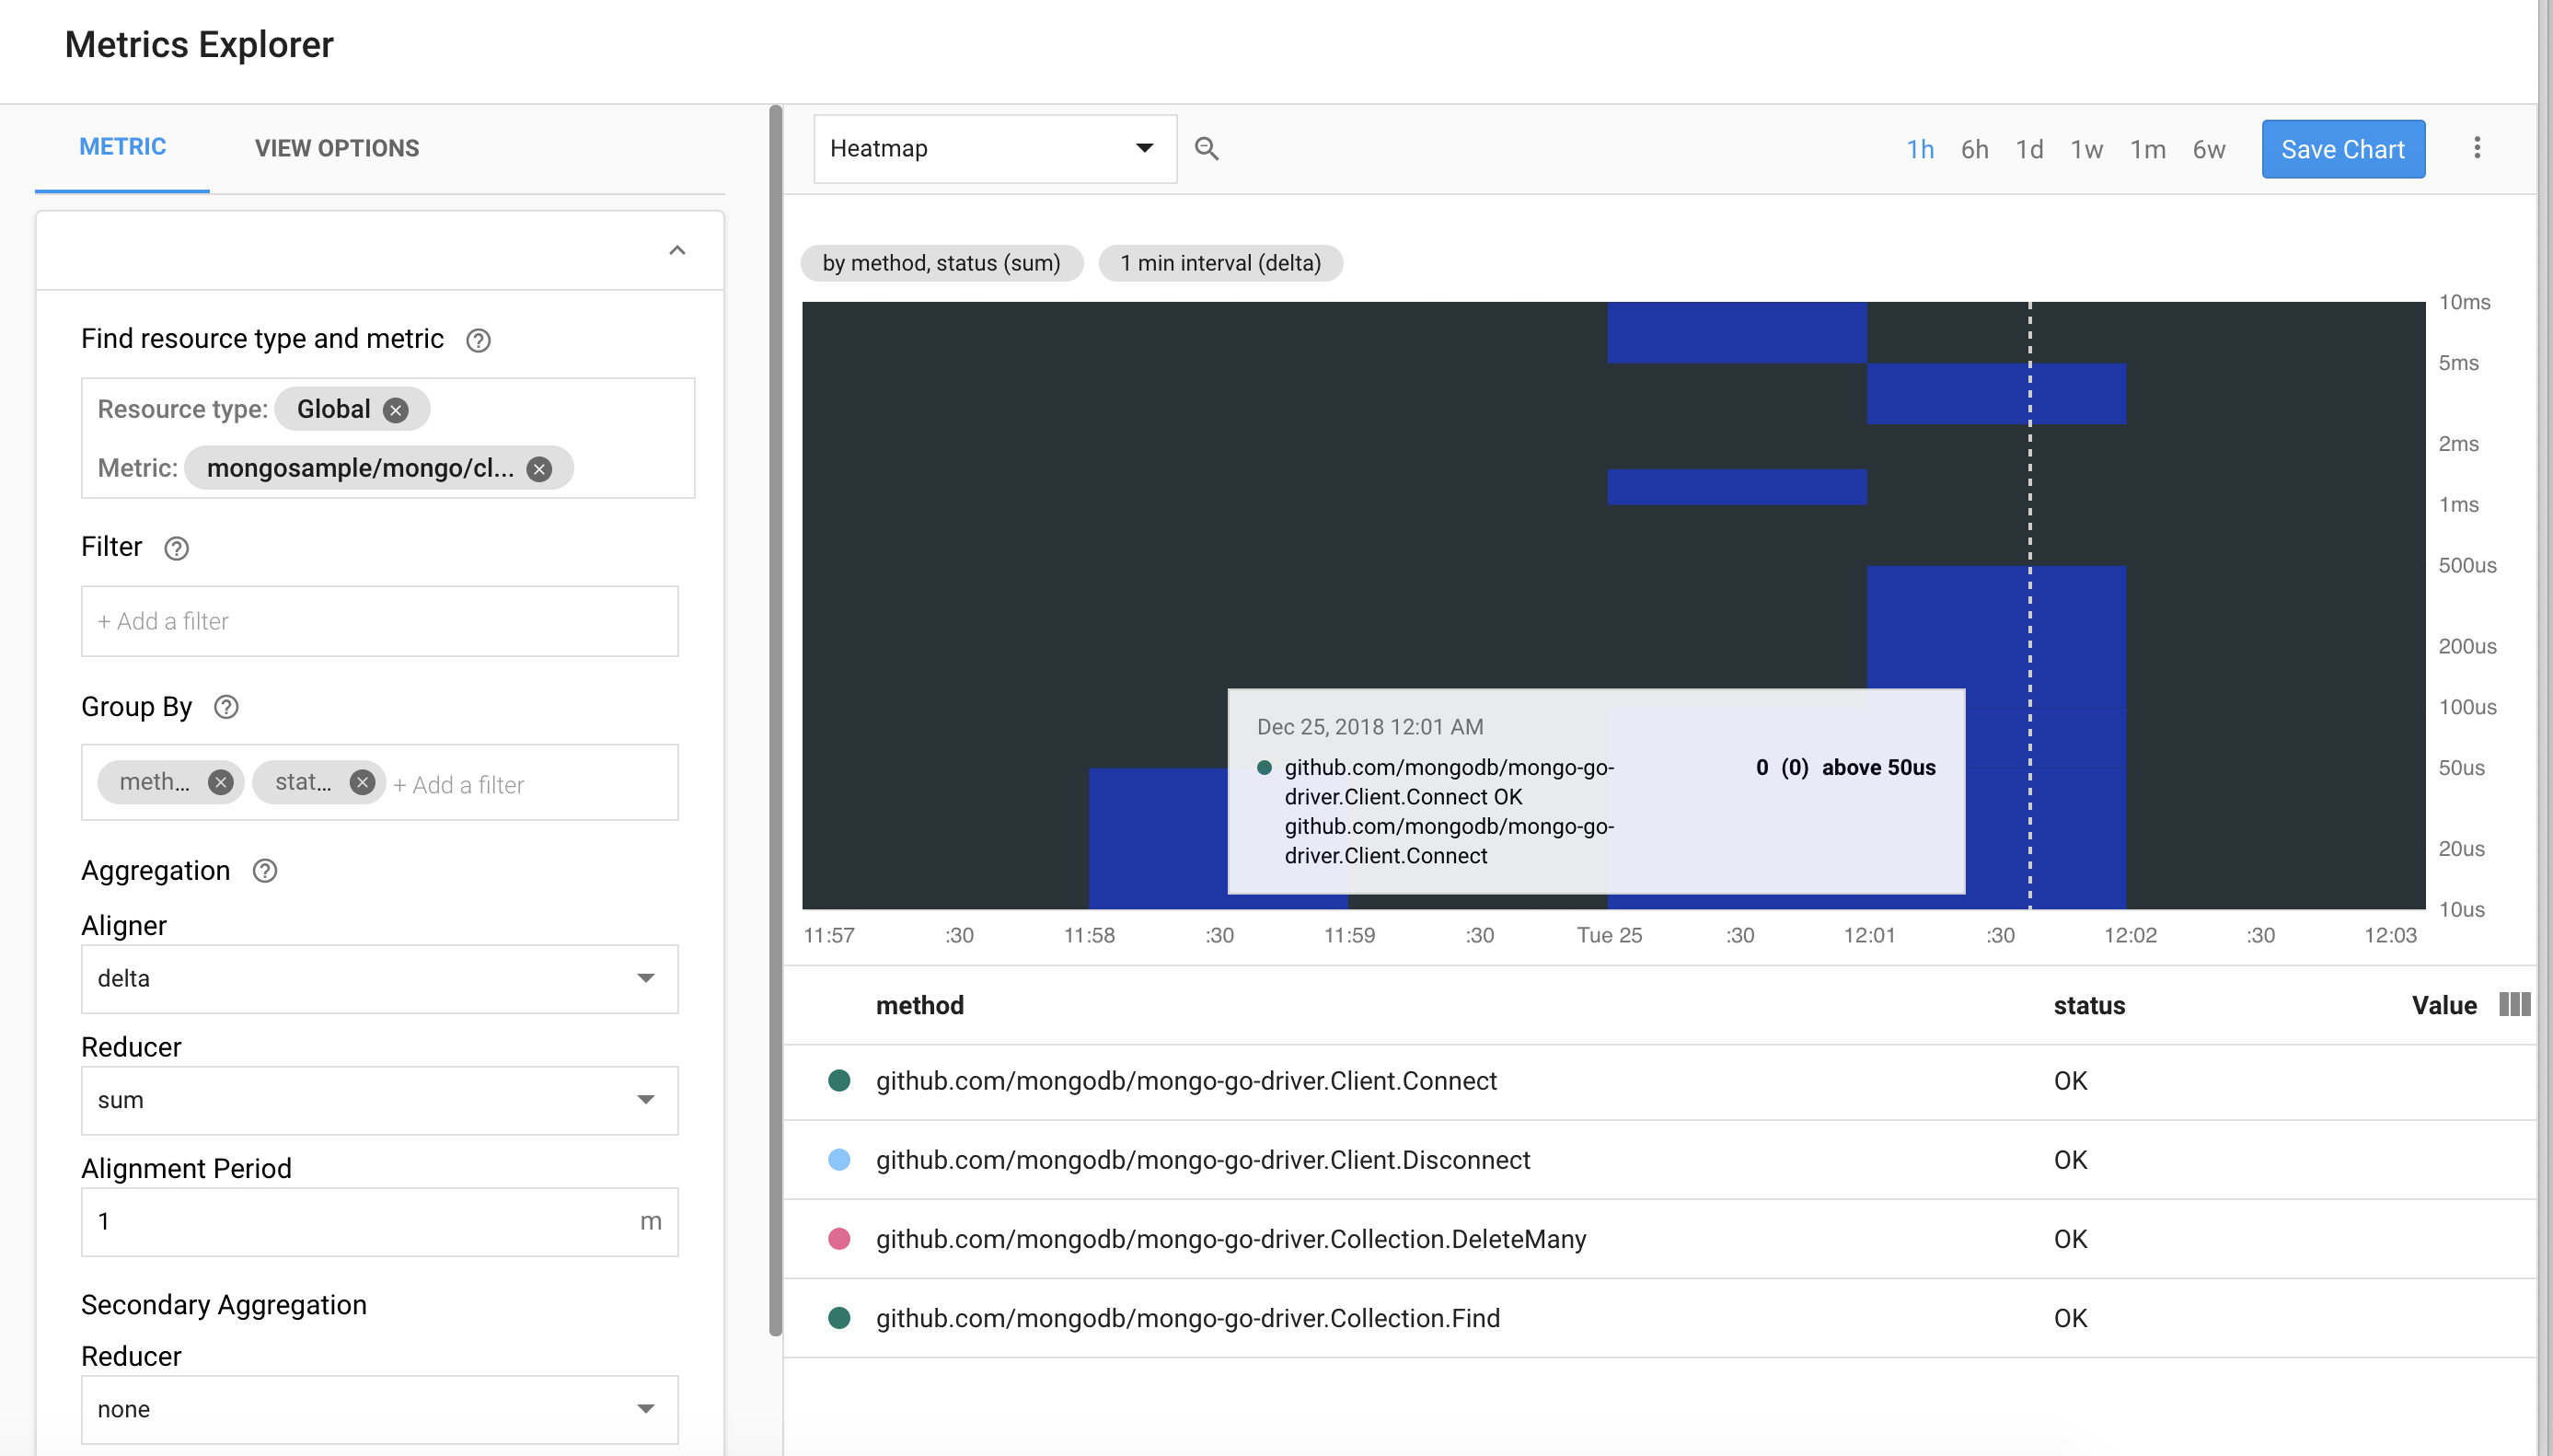 Metrics Explorer
METRIC
VIEW OPTIONS
Find resource type and metric
Resource type: Global
Metric: mongosample/mongo/cl...
Filter
+ Add a filter
Group By
meth... stat... + Add a filter
Aggregation
Aligner
delta
Reducer
sum
Alignment Period
1 m
Secondary Aggregation
Reducer
none
Heatmap
1h 6h 1d 1w 1m 6w Save Chart
by method, status (sum) 1 min interval (delta)
10ms
5ms
2ms
1ms
500us
200us
100us
50us
20us
10us
Dec 25, 2018 12:01 AM
github.com/mongodb/mongo-go- 0 (0) above 50us
driver.Client.Connect OK
github.com/mongodb/mongo-go-
driver.Client.Connect
11:57 :30 11:58 :30 11:59 :30 Tue 25 :30 12:01 :30 12:02 :30 12:03
method status Value
github.com/mongodb/mongo-go-driver.Client.Connect OK
github.com/mongodb/mongo-go-driver.Client.Disconnect OK
github.com/mongodb/mongo-go-driver.Collection.DeleteMany OK
github.com/mongodb/mongo-go-driver.Collection.Find OK